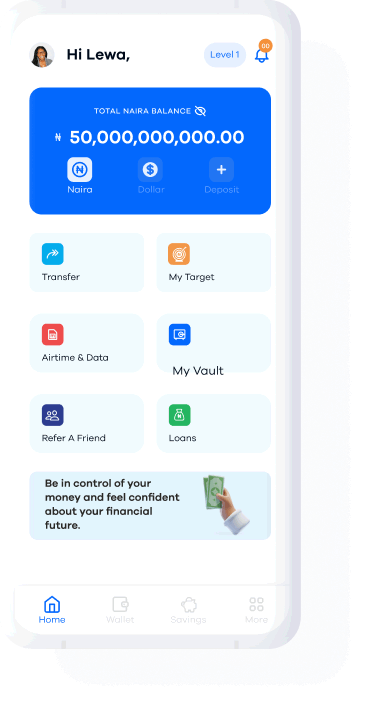 Hi Lewa,
Level 1
00
TOTAL NAIRA BALANCE
₦ 50,000,000,000.00
Naira
Dollar
Deposit
Transfer
My Target
Airtime & Data
My Vault
Refer A Friend
Loans
Be in control of your
money and feel confident
about your financial
future.
Home
Wallet
Savings
More